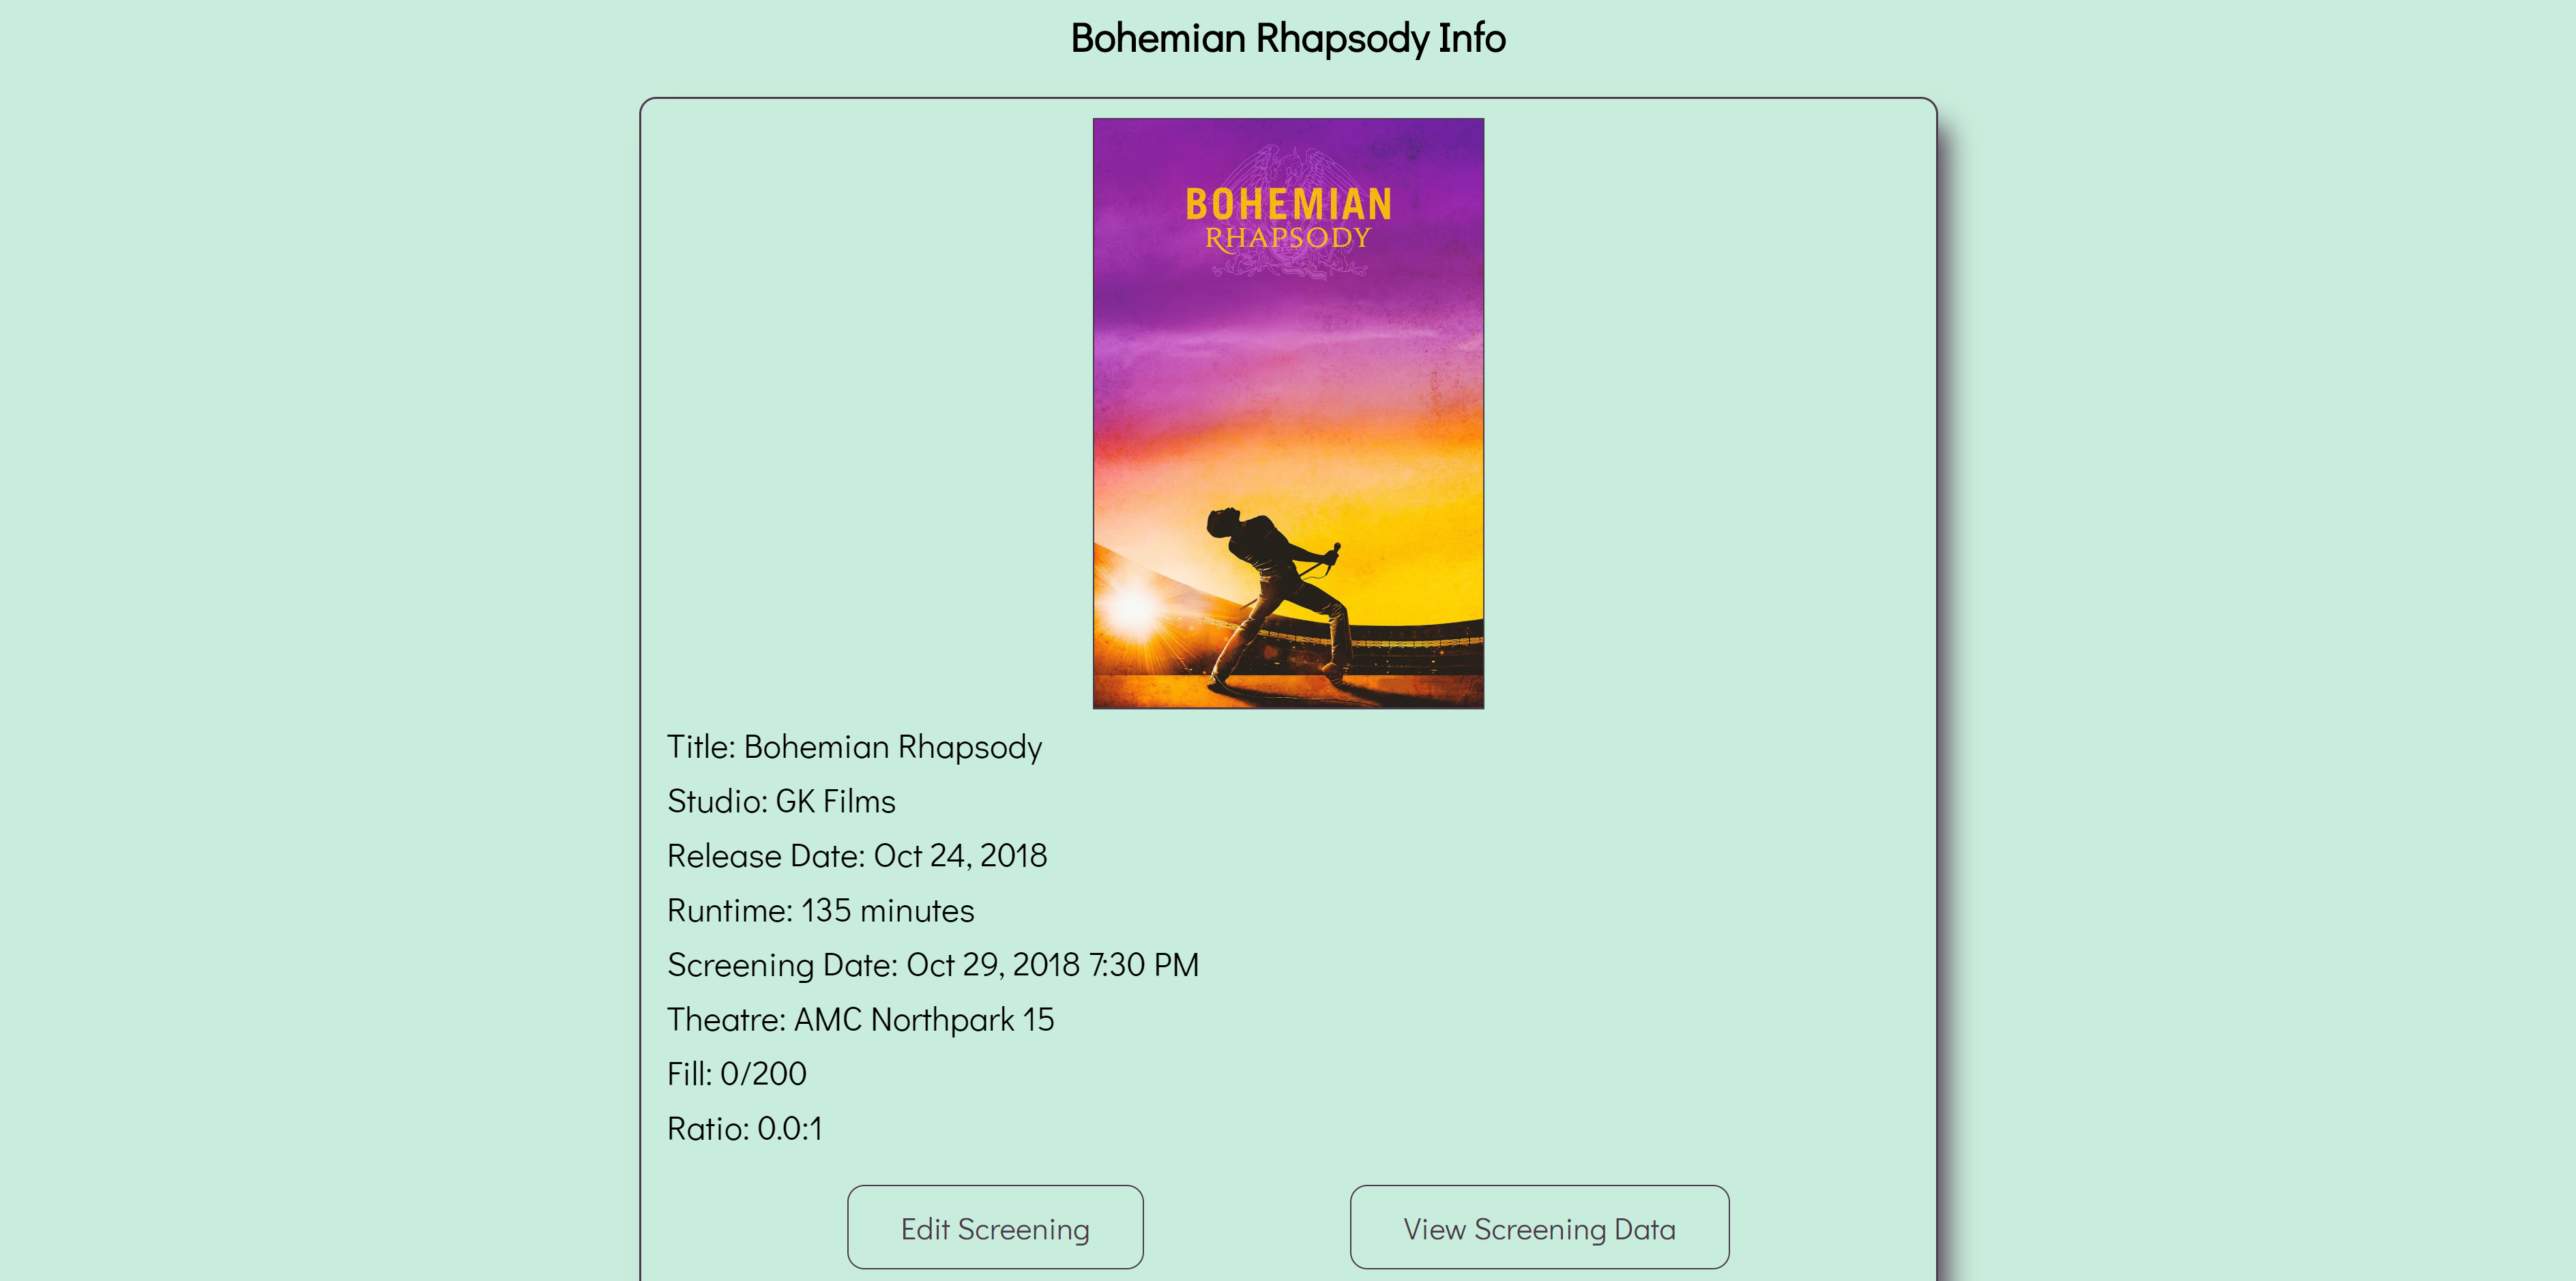 Bohemian Rhapsody Info
BOHEMIAN
RHAPSODY
Title: Bohemian Rhapsody
Studio: GK Films
Release Date: Oct 24, 2018
Runtime: 135 minutes
Screening Date: Oct 29, 2018 7:30 PM
Theatre: AMC Northpark 15
Fill: 0/200
Ratio: 0.0:1
Edit Screening
View Screening Data